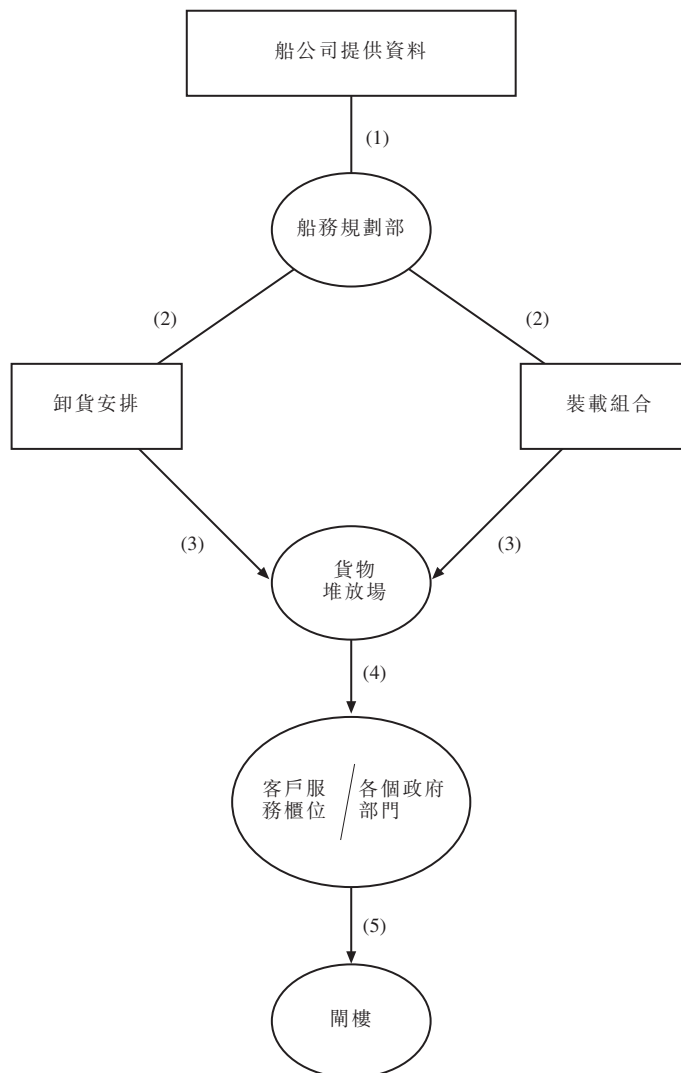 船公司提供資料
(1)
船務規劃部
(2)
(2)
卸貨安排
裝載組合
(3)
(3)
貨物
堆放場
(4)
客戶服
務櫃位
各個政府
部門
(5)
閘樓